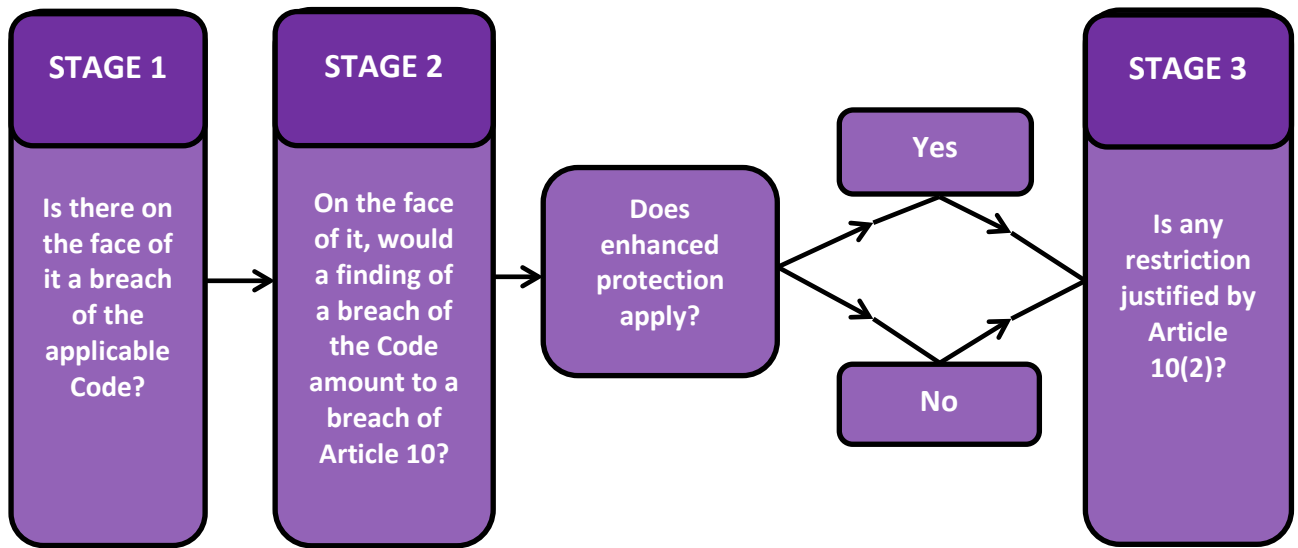 STAGE 1
Is there on
the face of
it a breach
of the
applicable
Code?
STAGE 2
On the face
of it, would
a finding of
a breach of
the Code
amount to a
breach of
Article 10?
Does
enhanced
protection
apply?
Yes
No
STAGE 3
Is any
restriction
justified by
Article
10(2)?